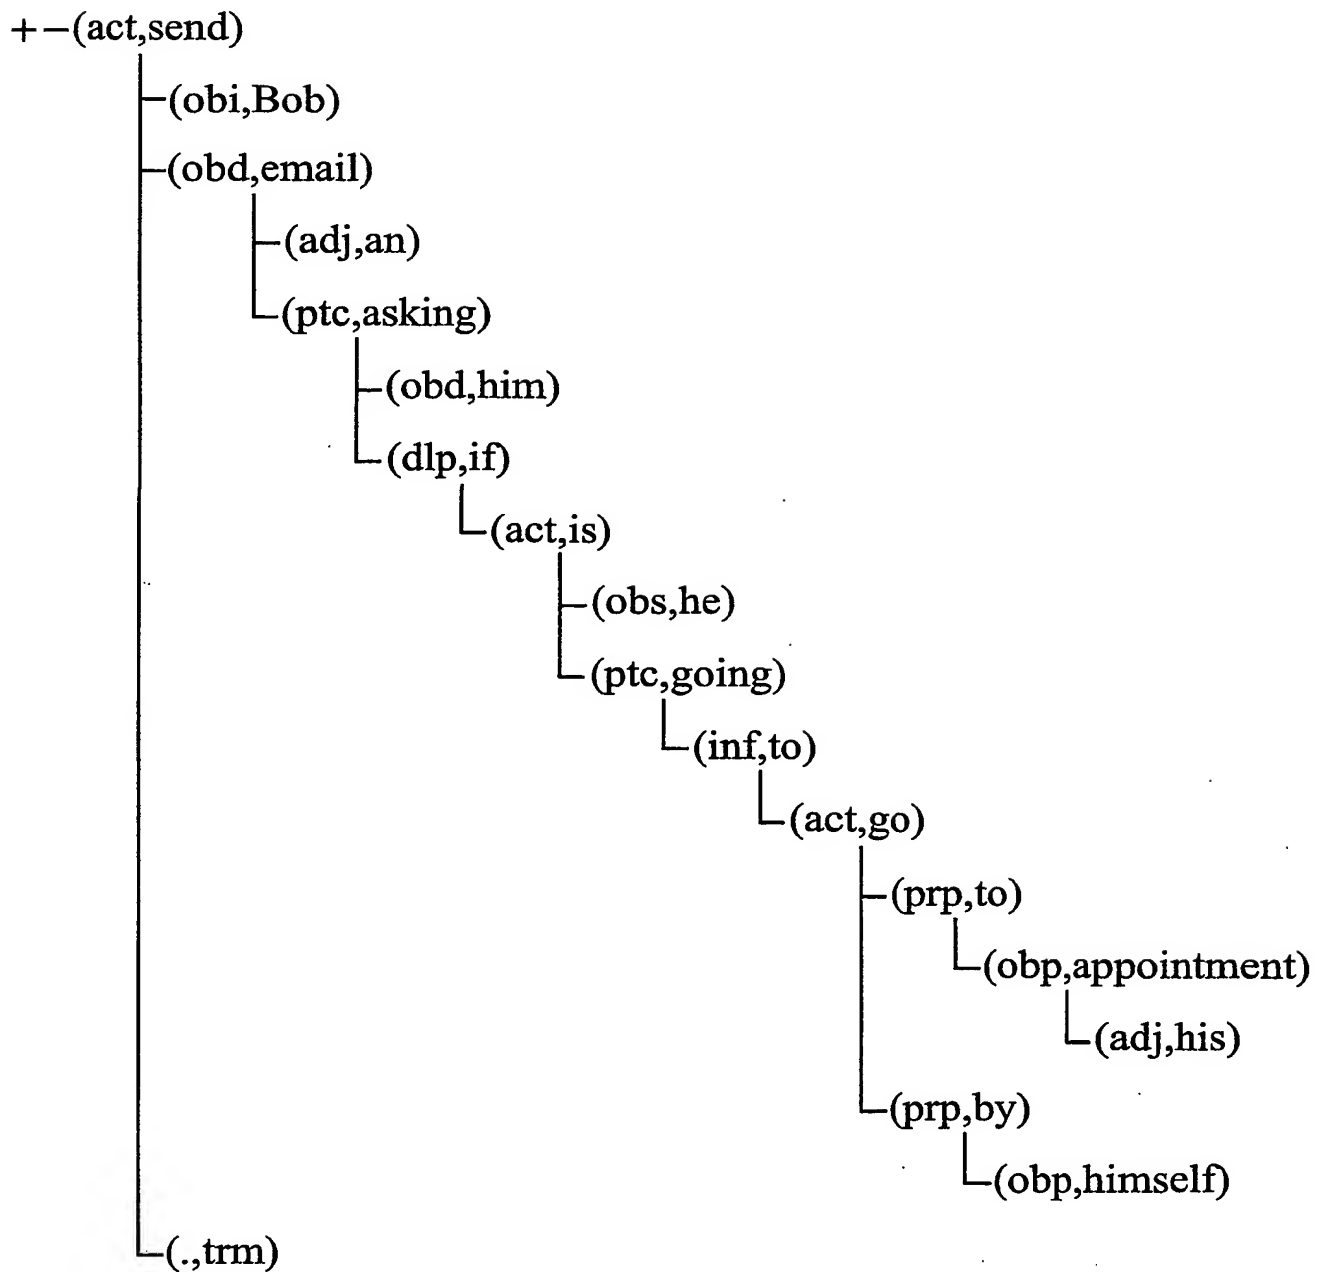 +-(act,send)
(obi,Bob)
(obd,email)
(adj,an)
(ptc,asking)
(obd,him)
(dlp,if)
(act,is)
(obs,he)
(ptc,going)
(inf,to)
(act,go)
(prp,to)
(obp,appointment)
(adj,his)
(prp,by)
(obp,himself)
(.,trm)